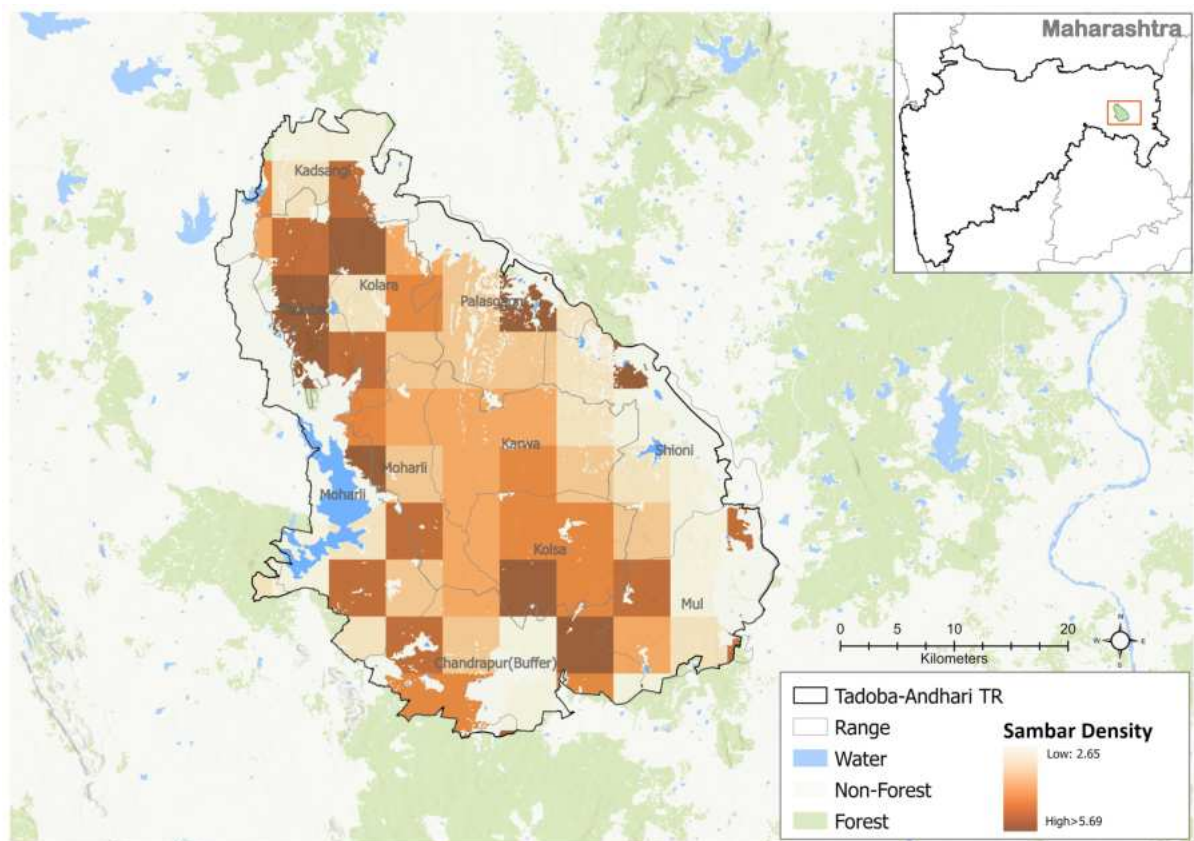 Maharashtra
Kadsangi
Kolara
Palasgaon
Karwa
Shioni
Moharli
Moharli
Kolsa
Mul
Chandrapur(Buffer)
N
W
E
S
0 5 10 20
Kilometers
Tadoba-Andhari TR
Range
Water
Non-Forest
Forest
Sambar Density
Low: 2.65
High>5.69